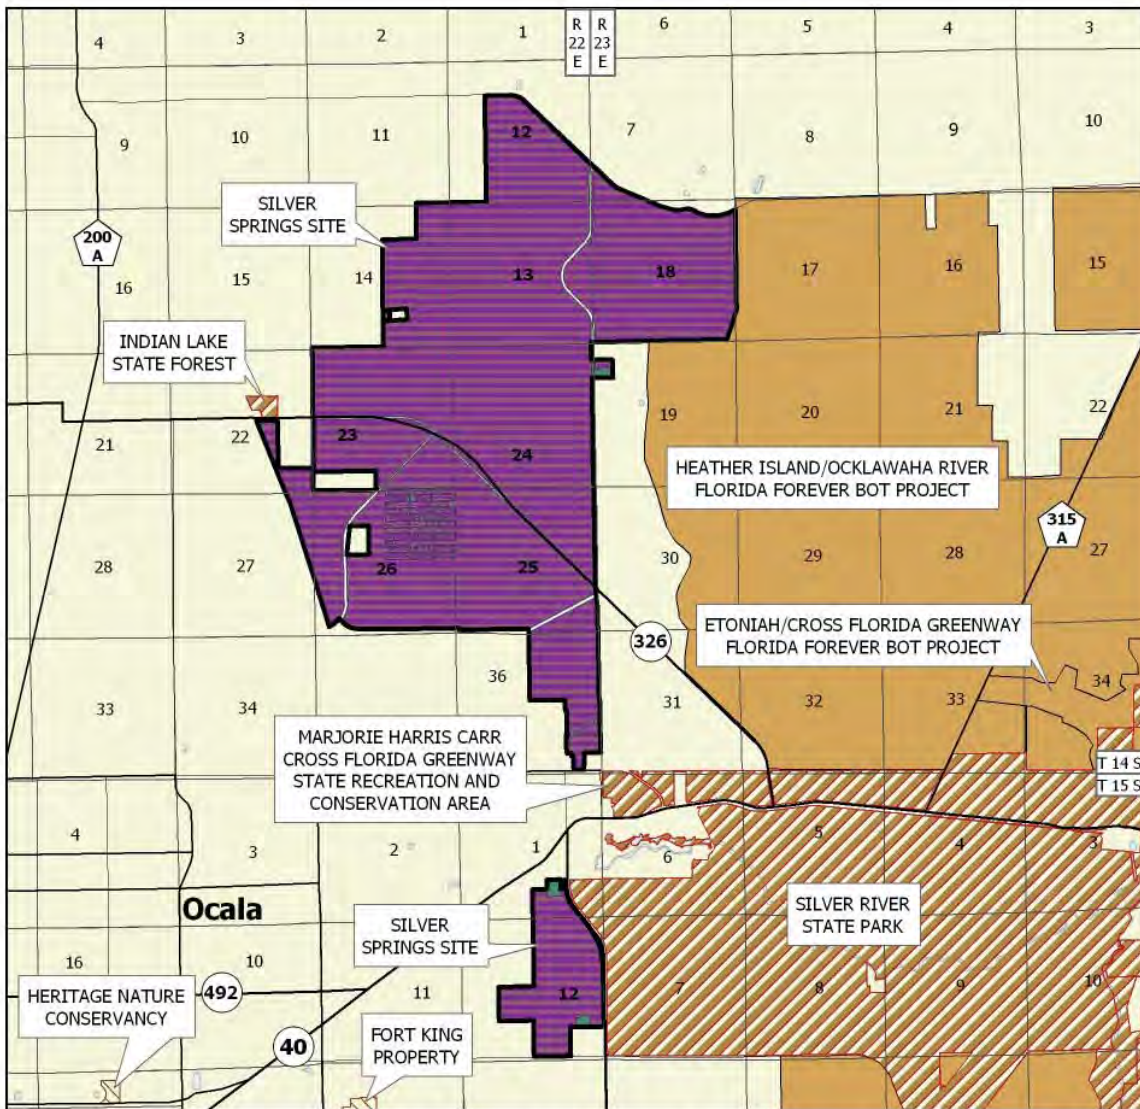 4
3
2
1
R
22
E
R
23
E
6
5
4
3
9
10
11
12
7
8
9
10
SILVER
SPRINGS SITE
200
A
16
15
14
13
18
17
16
15
INDIAN LAKE
STATE FOREST
21
22
23
24
19
20
21
22
HEATHER ISLAND/OCKLAWAHA RIVER
FLORIDA FOREVER BOT PROJECT
315
A
28
27
26
25
30
29
28
27
ETONIAH/CROSS FLORIDA GREENWAY
FLORIDA FOREVER BOT PROJECT
326
33
34
36
31
32
33
34
MARJORIE HARRIS CARR
CROSS FLORIDA GREENWAY
STATE RECREATION AND
CONSERVATION AREA
T 14 S
T 15 S
4
3
2
1
6
5
4
3
Ocala
SILVER
SPRINGS SITE
SILVER RIVER
STATE PARK
16
10
11
12
7
8
9
10
492
HERITAGE NATURE
CONSERVANCY
40
FORT KING
PROPERTY